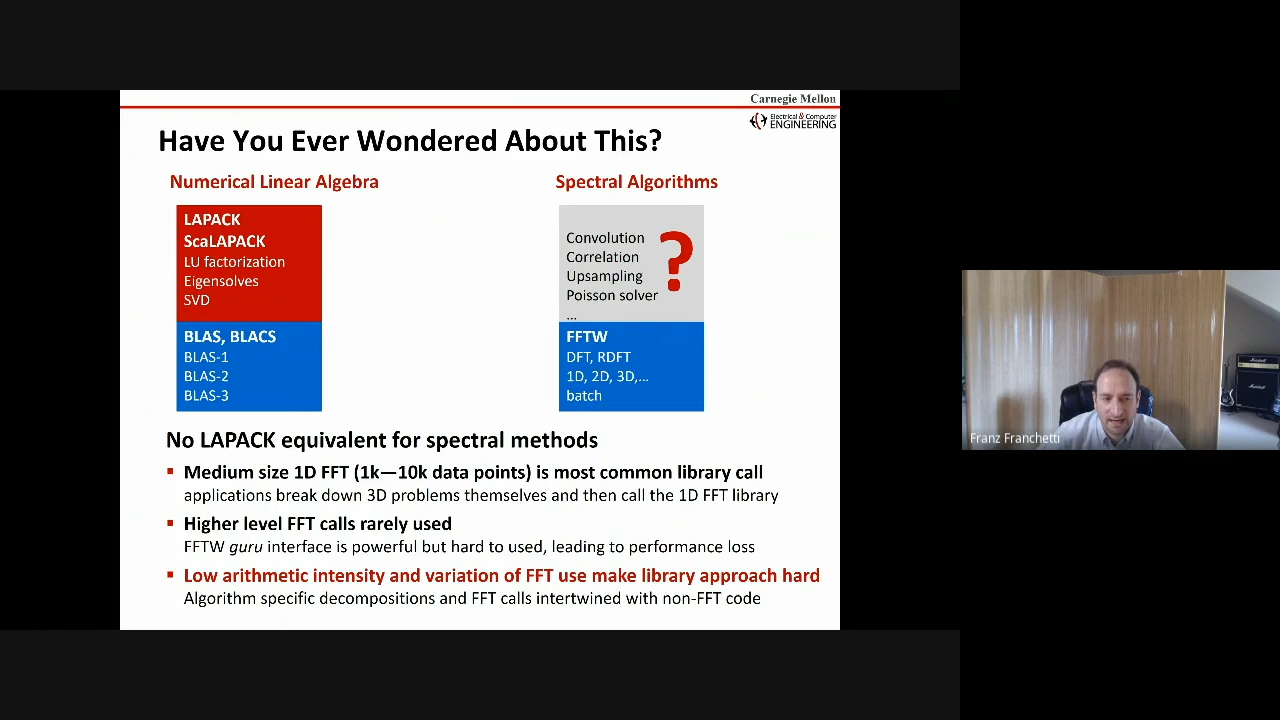 Carnegie Mellon
Electrical & Computer
ENGINEERING
Have You Ever Wondered About This?
Numerical Linear Algebra
LAPACK
ScaLAPACK
LU factorization
Eigensolves
SVD
BLAS, BLACS
BLAS-1
BLAS-2
BLAS-3
Spectral Algorithms
Convolution
Correlation
Upsampling
Poisson solver
...
?
FFTW
DFT, RDFT
1D, 2D, 3D,...
batch
No LAPACK equivalent for spectral methods
▪ Medium size 1D FFT (1k—10k data points) is most common library call
applications break down 3D problems themselves and then call the 1D FFT library
▪ Higher level FFT calls rarely used
FFTW guru interface is powerful but hard to used, leading to performance loss
▪ Low arithmetic intensity and variation of FFT use make library approach hard
Algorithm specific decompositions and FFT calls intertwined with non-FFT code
Franz Franchetti